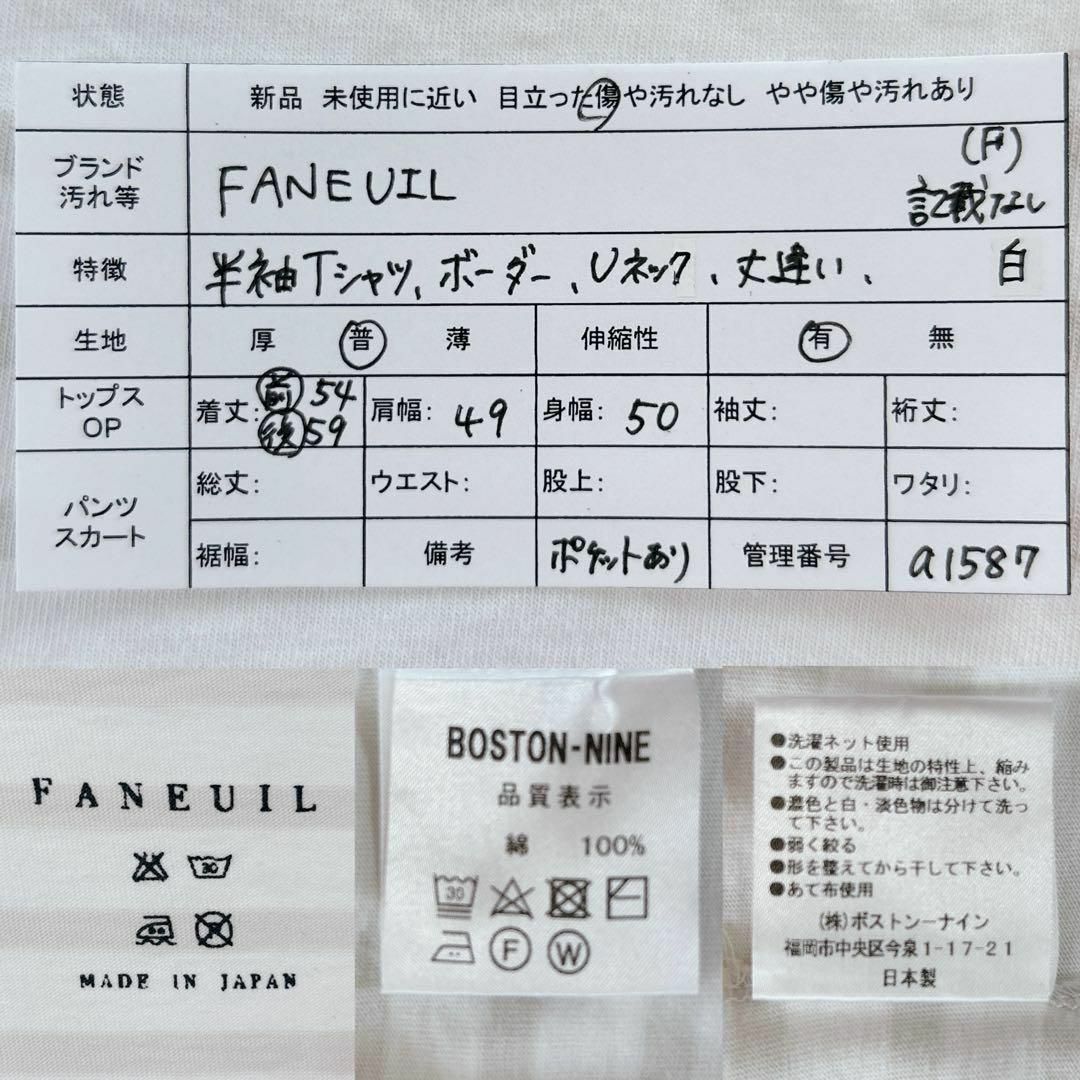 状態 新品 未使用に近い 目立った傷や汚れなし やや傷や汚れあり
ブランド
汚れ等
FANEUIL
(F)
記載なし
特徴 半袖Tシャツ、ボーダー、Uネック、丈違い、 白
生地 厚 普 薄 伸縮性 有 無
トップス
OP
着丈: 前 54
後 59
肩幅: 49 身幅: 50 袖丈: 裄丈:
パンツ
スカート
総丈: ウエスト: 股上: 股下: ワタリ:
裾幅: 備考 ポケットあり 管理番号 a1587
FANEUIL
30
MADE IN JAPAN
BOSTON-NINE
品質表示
綿 100%
30
F W
●洗濯ネット使用
●この製品は生地の特性上、縮み
ますので洗濯時は御注意下さい。
●濃色と白・淡色物は分けて洗っ
て下さい。
●弱く絞る
●形を整えてから干して下さい。
●あて布使用
(株)ボストンーナイン
福岡市中央区今泉1-17-21
日本製